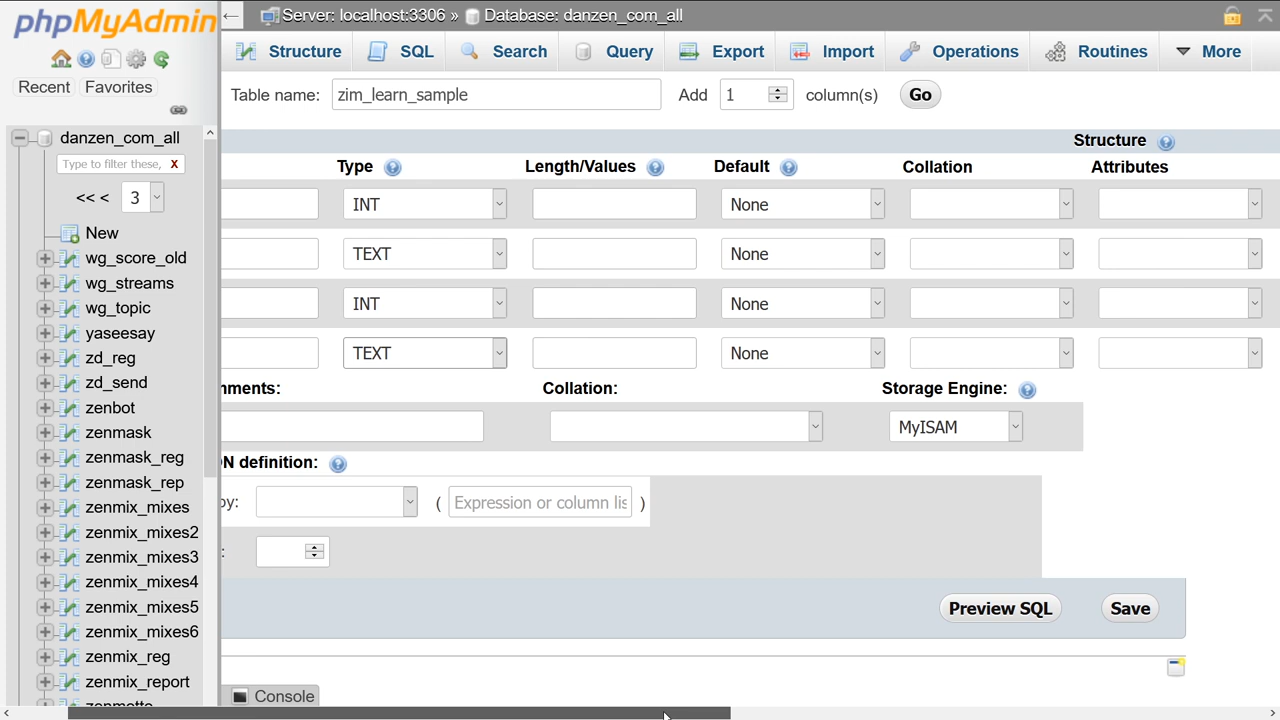 phpMyAdmin
Server: localhost:3306 » Database: danzen_com_all
Structure SQL Search Query Export Import Operations Routines More
Recent Favorites
Table name: zim_learn_sample Add 1 column(s) Go
danzen_com_all
Type to filter these, X
<< < 3
New
wg_score_old
wg_streams
wg_topic
yaseesay
zd_reg
zd_send
zenbot
zenmask
zenmask_reg
zenmask_rep
zenmix_mixes
zenmix_mixes2
zenmix_mixes3
zenmix_mixes4
zenmix_mixes5
zenmix_mixes6
zenmix_reg
zenmix_report
Structure
Type Length/Values Default Collation Attributes
INT None
TEXT None
INT None
TEXT None
mments: Collation: Storage Engine:
MyISAM
ON definition:
by: ( Expression or column lis )
:
Preview SQL Save
Console